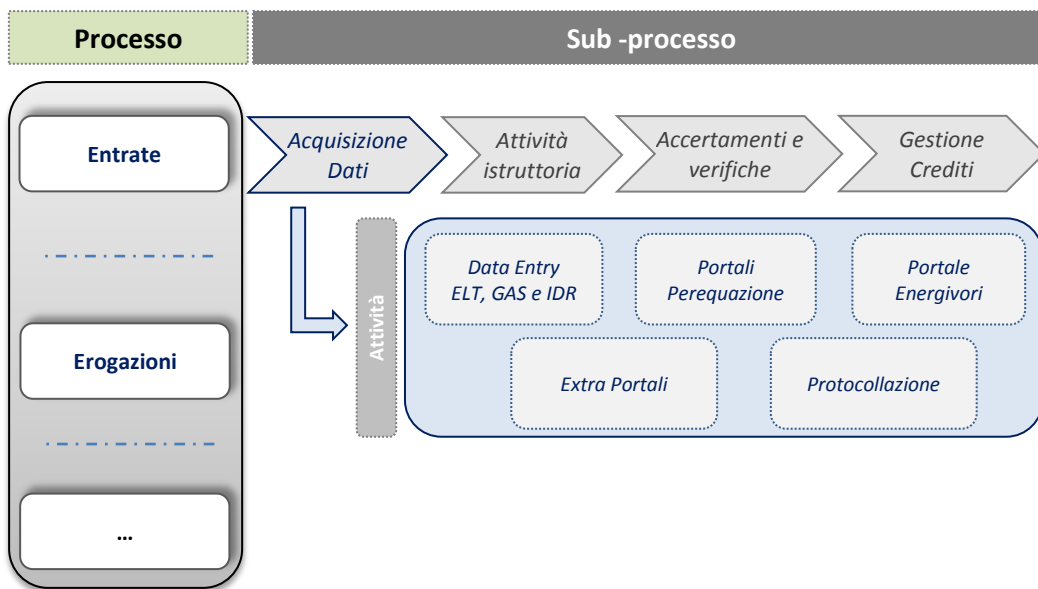 Processo
Sub -processo
Entrate
Acquisizione
Dati
Attività
istruttoria
Accertamenti e
verifiche
Gestione
Crediti
Attività
Data Entry
ELT, GAS e IDR
Portali
Perequazione
Portale
Energivori
Extra Portali
Protocollazione
Erogazioni
…